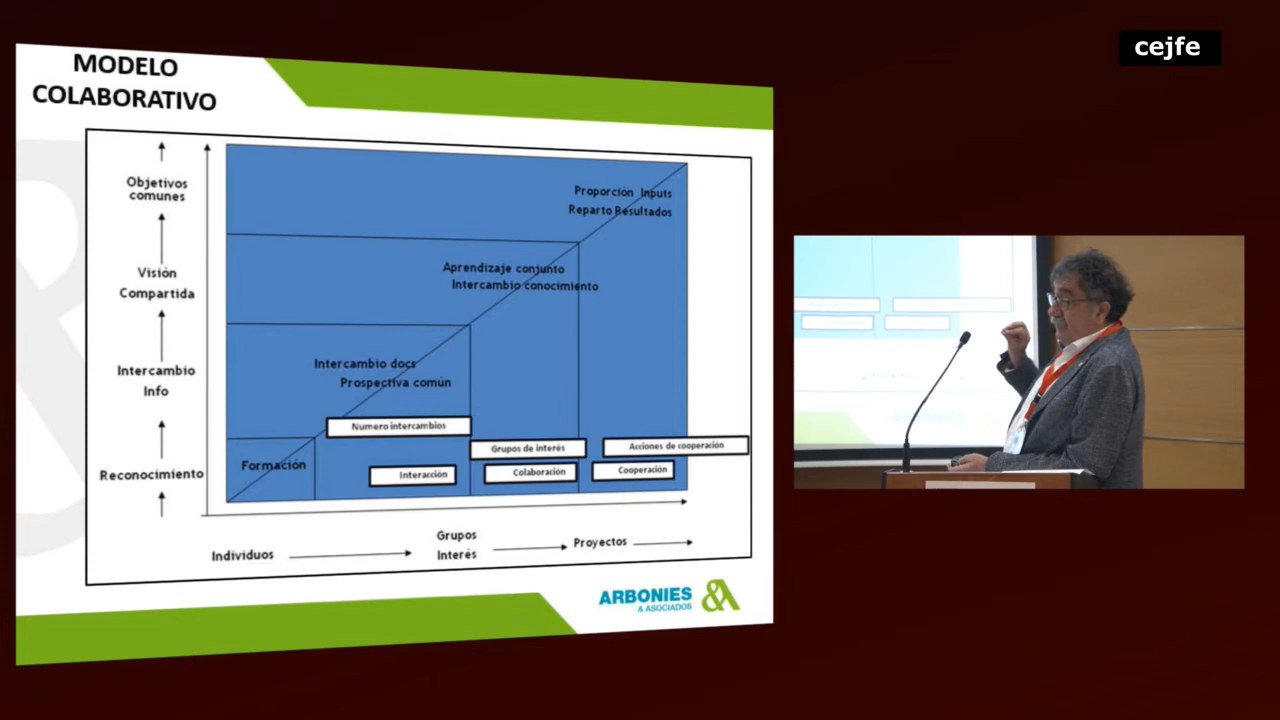 cejfe
MODELO
COLABORATIVO
Objetivos
comunes
Visión
Compartida
Intercambio
Info
Reconocimiento
Proporción Inputs
Reparto Resultados
Aprendizaje conjunto
Intercambio conocimiento
Intercambio docs
Prospectiva común
Numero intercambios
Grupos de interés
Acciones de cooperación
Formación
Interacción
Colaboración
Cooperación
Individuos
Grupos
Interés
Proyectos
ARBONIES
& ASOCIADOS
&A